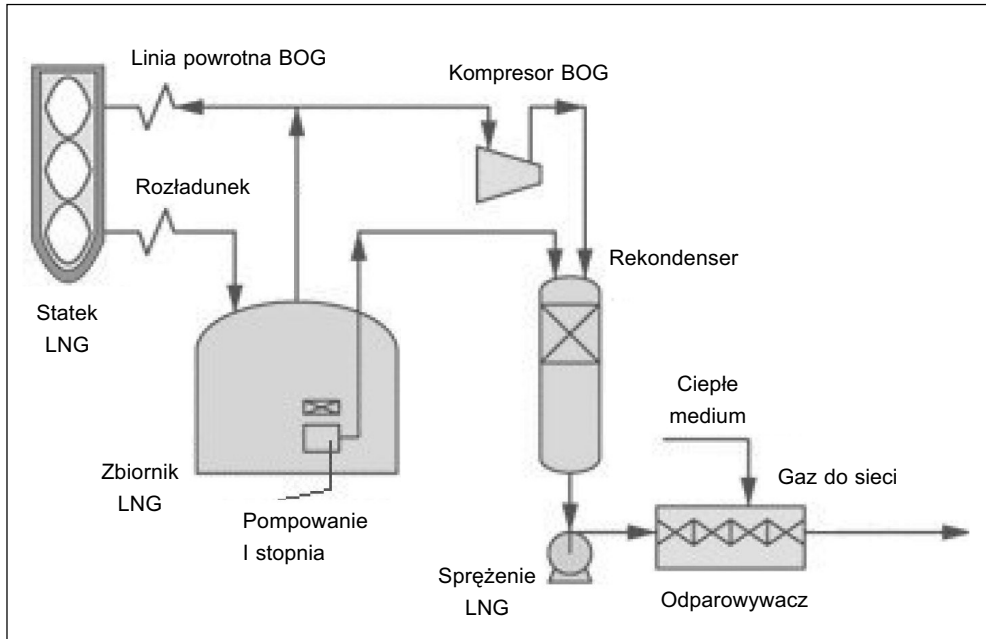 Linia powrotna BOG
Kompresor BOG
Rozładunek
Rekondenser
Statek
LNG
Ciepłe
medium
Zbiornik
LNG
Gaz do sieci
Pompowanie
I stopnia
Sprężenie
LNG
Odparowywacz